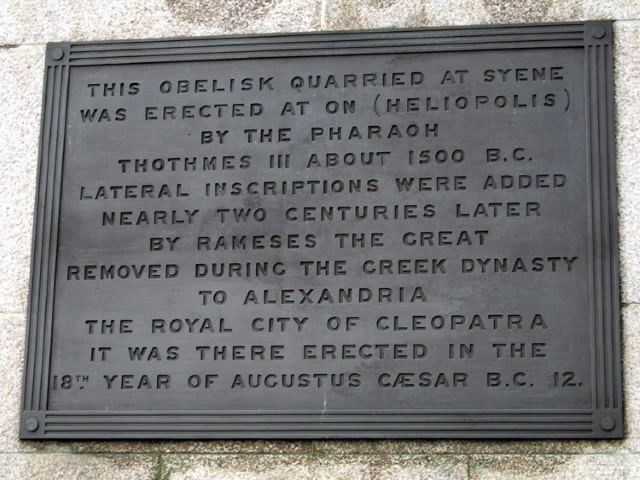 THIS OBELISK QUARRIED AT SYENE
WAS ERECTED AT ON (HELIOPOLIS)
BY THE PHARAOH
THOTHMES III ABOUT 1500 B.C.
LATERAL INSCRIPTIONS WERE ADDED
NEARLY TWO CENTURIES LATER
BY RAMESES THE GREAT
REMOVED DURING THE GREEK DYNASTY
TO ALEXANDRIA
THE ROYAL CITY OF CLEOPATRA
IT WAS THERE ERECTED IN THE
18TH YEAR OF AUGUSTUS CÆSAR B.C. 12.